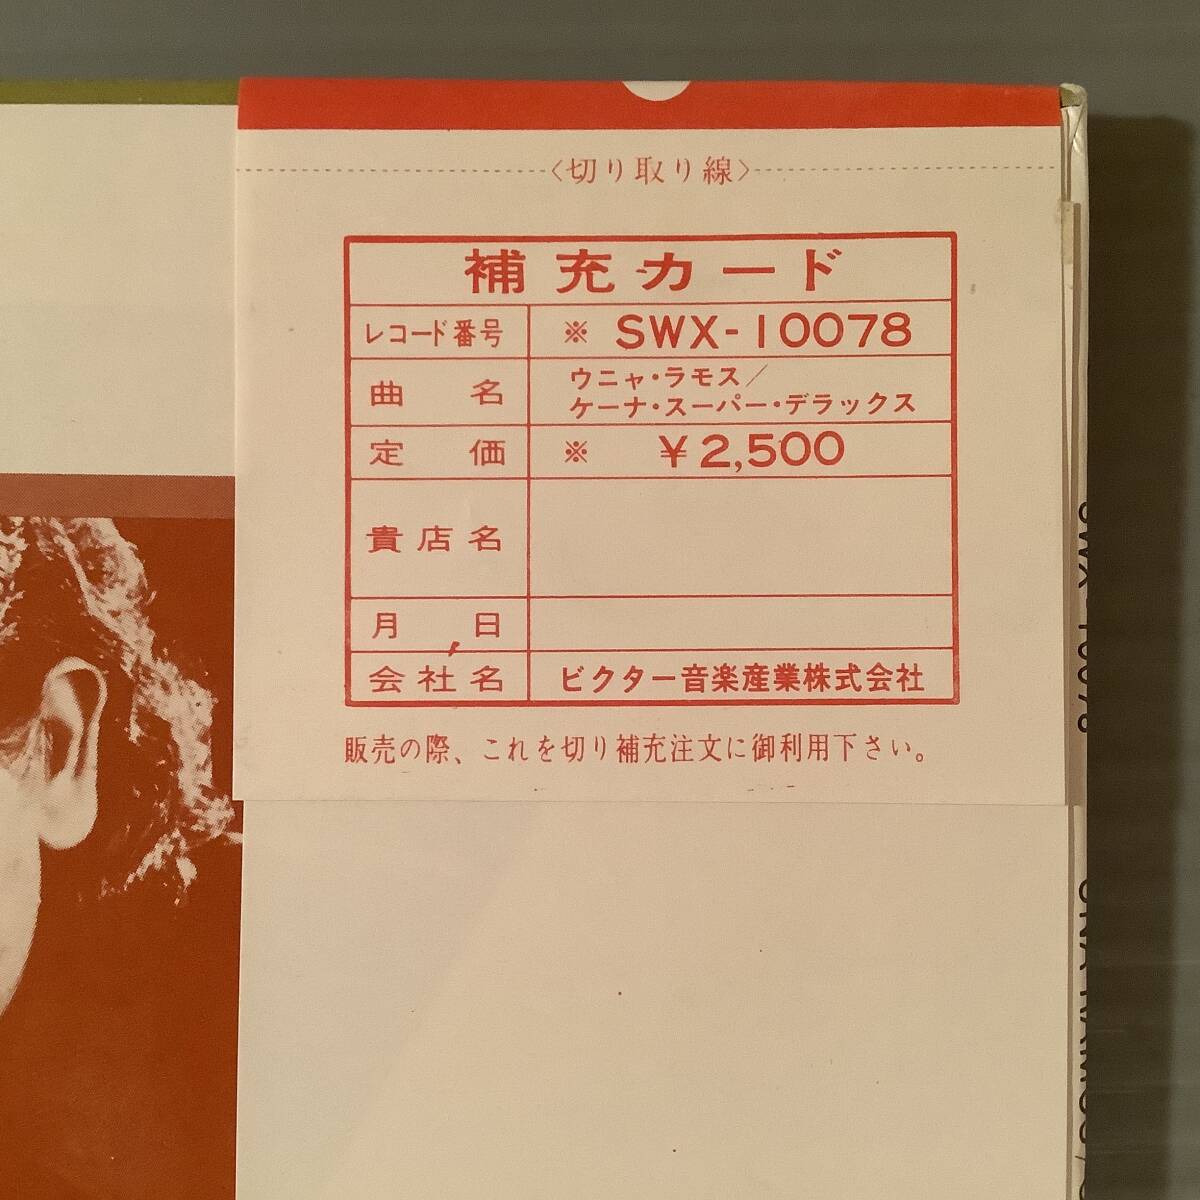 〈切り取り線〉
補充カード
レコード番号 ※ SWX-10078
曲名 ウニャ・ラモス/
ケーナ・スーパー・デラックス
定価 ※ ¥2,500
貴店名
月日
会社名 ビクター音楽産業株式会社
販売の際、これを切り補充注文に御利用下さい。
SWX-10078
UÑA RAMOS/